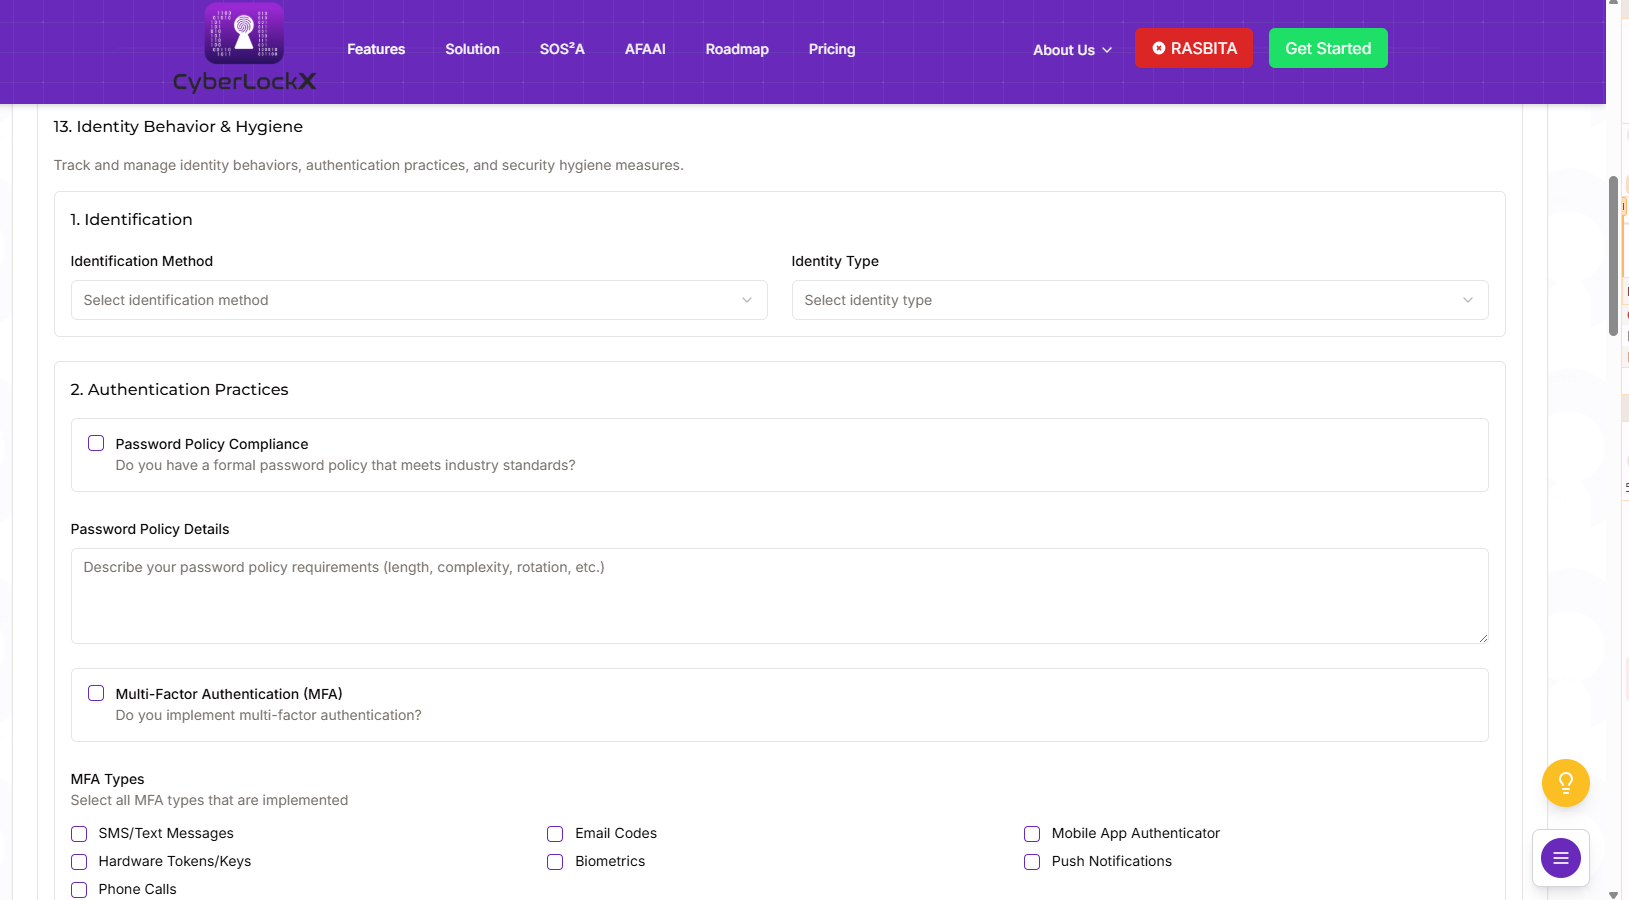 CyberLockX
Features
Solution
SOS²A
AFAAI
Roadmap
Pricing
About Us
RASBITA
Get Started
13. Identity Behavior & Hygiene
Track and manage identity behaviors, authentication practices, and security hygiene measures.
1. Identification
Identification Method
Identity Type
Select identification method
Select identity type
2. Authentication Practices
Password Policy Compliance
Do you have a formal password policy that meets industry standards?
Password Policy Details
Describe your password policy requirements (length, complexity, rotation, etc.)
Multi-Factor Authentication (MFA)
Do you implement multi-factor authentication?
MFA Types
Select all MFA types that are implemented
SMS/Text Messages
Email Codes
Mobile App Authenticator
Hardware Tokens/Keys
Biometrics
Push Notifications
Phone Calls